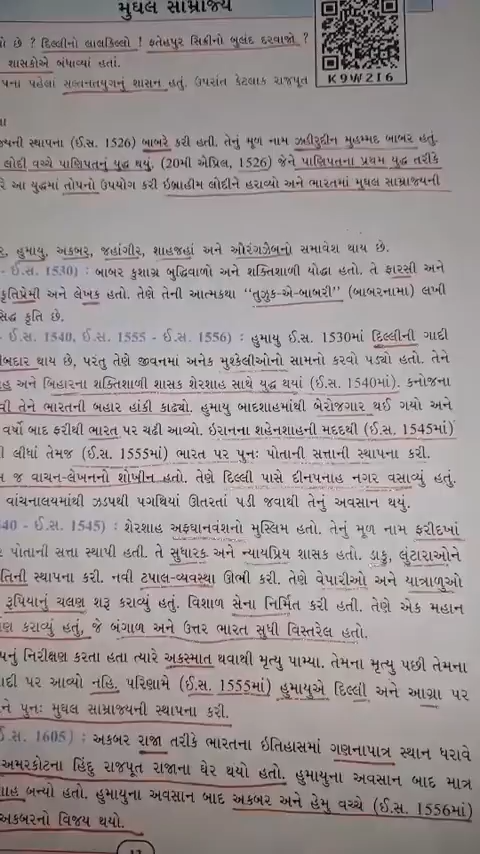 મુઘલ સામ્રાજ્ય
છે ? દિલ્લીનો લાલકિલ્લો ! ફતેહપુર સિક્રીનો બુલંદ દરવાજો ?
શાસકોએ બંધાવ્યાં હતાં.
પહેલાં સલ્તનતયુગનું શાસન હતું. ઉપરાંત કેટલાક રાજપૂત
K9W2I6
સ્થાપના (ઈ.સ. 1526) બાબરે કરી હતી. તેનું મૂળ નામ ઝહીરુદ્દીન મુહમ્મદ બાબર હતું.
લોદી વચ્ચે પાણિપતનું યુદ્ધ થયું. (20મી એપ્રિલ, 1526) જેને પાણિપતના પ્રથમ યુદ્ધ તરીકે
આ યુદ્ધમાં તોપનો ઉપયોગ કરી ઇબ્રાહીમ લોદીને હરાવ્યો અને ભારતમાં મુઘલ સામ્રાજ્યની
હુમાયુ, અકબર, જહાંગીર, શાહજહાં અને ઔરંગઝેબનો સમાવેશ થાય છે.
- ઈ.સ. 1530) : બાબર કુશાગ્ર બુદ્ધિવાળો અને શક્તિશાળી યોદ્ધા હતો. તે ફારસી અને
અને લેખક હતો. તેણે તેની આત્મકથા “તુઝુક-એ-બાબરી” (બાબરનામા) લખી
કૃતિ છે.
- ઈ.સ. 1540, ઈ.સ. 1555 - ઈ.સ. 1556) : હુમાયુ ઈ.સ. 1530માં દિલ્લીની ગાદી
થાય છે, પરંતુ તેણે જીવનમાં અનેક મુશ્કેલીઓનો સામનો કરવો પડ્યો હતો. તેને
અને બિહારના શક્તિશાળી શાસક શેરશાહ સાથે યુદ્ધ થયાં (ઈ.સ. 1540માં). કનોજના
તેને ભારતની બહાર હાંકી કાઢ્યો. હુમાયુ બાદશાહમાંથી બેરોજગાર થઈ ગયો અને
વર્ષો બાદ ફરીથી ભારત પર ચઢી આવ્યો. ઇરાનના શહેનશાહની મદદથી (ઈ.સ. 1545માં)
લીધાં તેમજ (ઈ.સ. 1555માં) ભારત પર પુનઃ પોતાની સત્તાની સ્થાપના કરી.
જ વાચન-લેખનનો શોખીન હતો. તેણે દિલ્લી પાસે દીનપનાહ નગર વસાવ્યું હતું.
વાંચનાલયમાંથી ઝડપથી પગથિયાં ઊતરતાં પડી જવાથી તેનું અવસાન થયું.
- ઈ.સ. 1545) : શેરશાહ અફઘાનવંશનો મુસ્લિમ હતો. તેનું મૂળ નામ ફરીદખાં
પોતાની સત્તા સ્થાપી હતી. તે સુધારક અને ન્યાયપ્રિય શાસક હતો. ડાકુ, લુંટારાઓને
સ્થાપના કરી. નવી ટપાલ-વ્યવસ્થા ઊભી કરી. તેણે વેપારીઓ અને યાત્રાળુઓ
રૂપિયાનું ચલણ શરૂ કરાવ્યું હતું. વિશાળ સેના નિર્મિત કરી હતી. તેણે એક મહાન
કરાવ્યું હતું, જે બંગાળ અને ઉત્તર ભારત સુધી વિસ્તરેલ હતો.
નિરીક્ષણ કરતા હતા ત્યારે અકસ્માત થવાથી મૃત્યુ પામ્યા. તેમના મૃત્યુ પછી તેમના
પર આવ્યો નહિ. પરિણામે (ઈ.સ. 1555માં) હુમાયુએ દિલ્લી અને આગ્રા પર
પુનઃ મુઘલ સામ્રાજ્યની સ્થાપના કરી.
ઈ.સ. 1605) : અકબર રાજા તરીકે ભારતના ઇતિહાસમાં ગણનાપાત્ર સ્થાન ધરાવે
અમરકોટના હિંદુ રાજપૂત રાજાના ઘેર થયો હતો. હુમાયુના અવસાન બાદ માત્ર
બન્યો હતો. હુમાયુના અવસાન બાદ અકબર અને હેમુ વચ્ચે (ઈ.સ. 1556માં)
અકબરનો વિજય થયો.